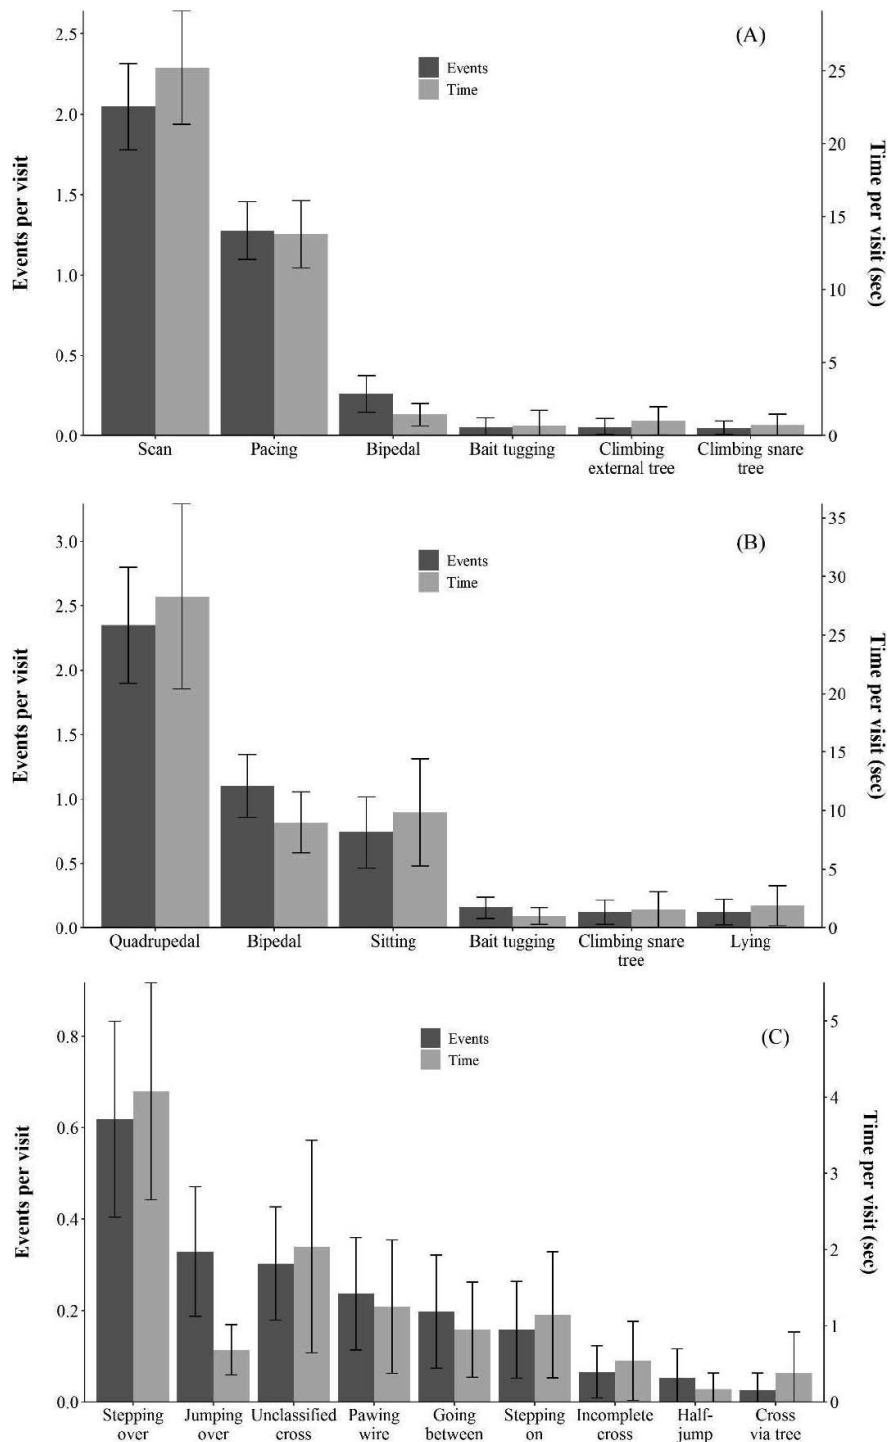 (A)
Events
Time
Events per visit
Time per visit (sec)
2.5
2.0
1.5
1.0
0.5
0.0
25
20
15
10
5
0
Scan Pacing Bipedal Bait tugging Climbing Climbing snare
external tree tree
(B)
Events
Time
Events per visit
Time per visit (sec)
3.0
2.5
2.0
1.5
1.0
0.5
0.0
35
30
25
20
15
10
5
0
Quadrupedal Bipedal Sitting Bait tugging Climbing snare Lying
tree
(C)
Events
Time
Events per visit
Time per visit (sec)
0.8
0.6
0.4
0.2
0.0
5
4
3
2
1
0
Stepping Jumping Unclassified Pawing Going Stepping Incomplete Half- Cross
over over cross wire between on cross jump via tree